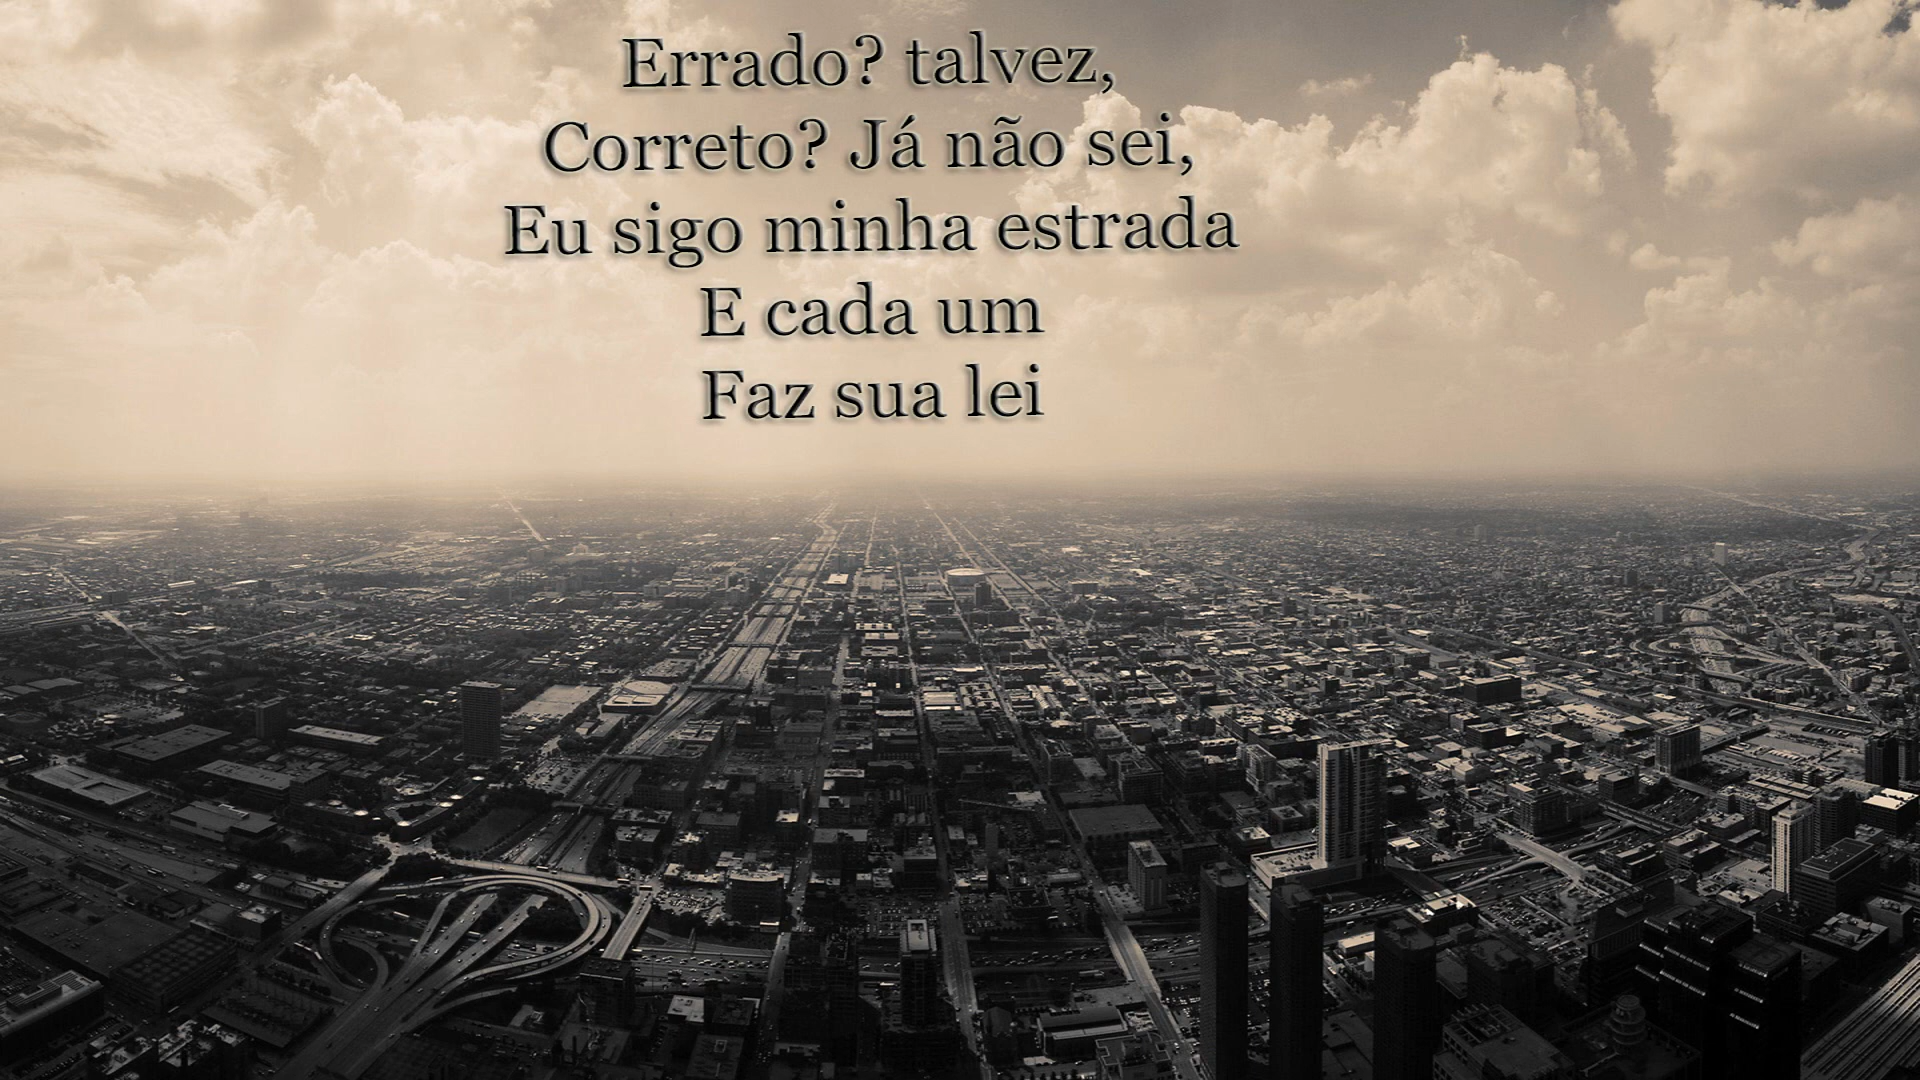 Errado? talvez,
Correto? Já não sei,
Eu sigo minha estrada
E cada um
Faz sua lei